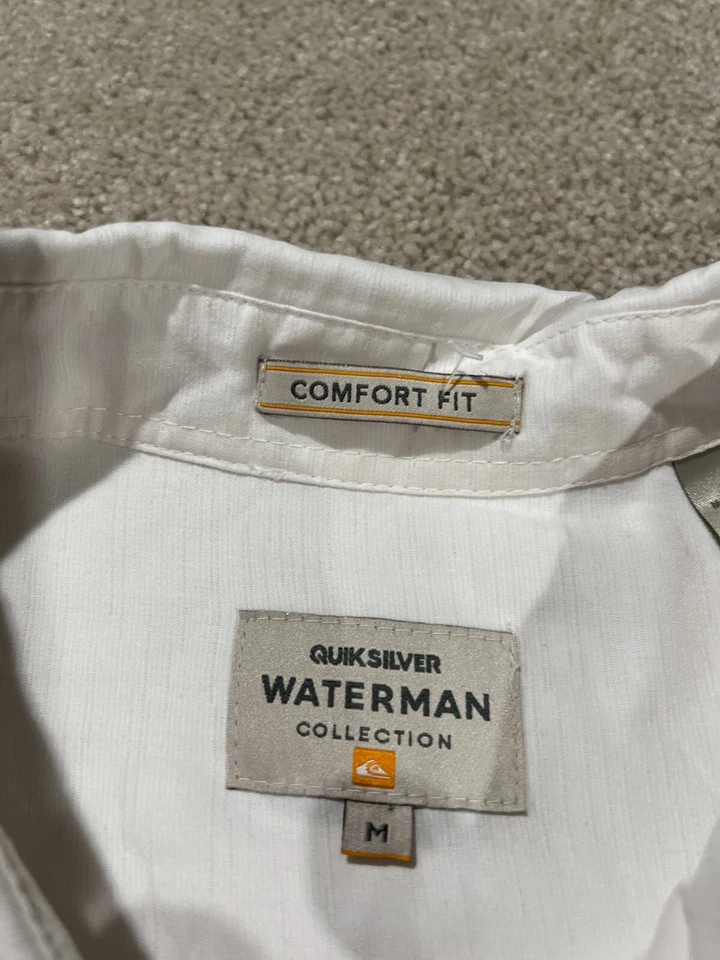 COMFORT FIT
QUIKSILVER
WATERMAN
COLLECTION
M